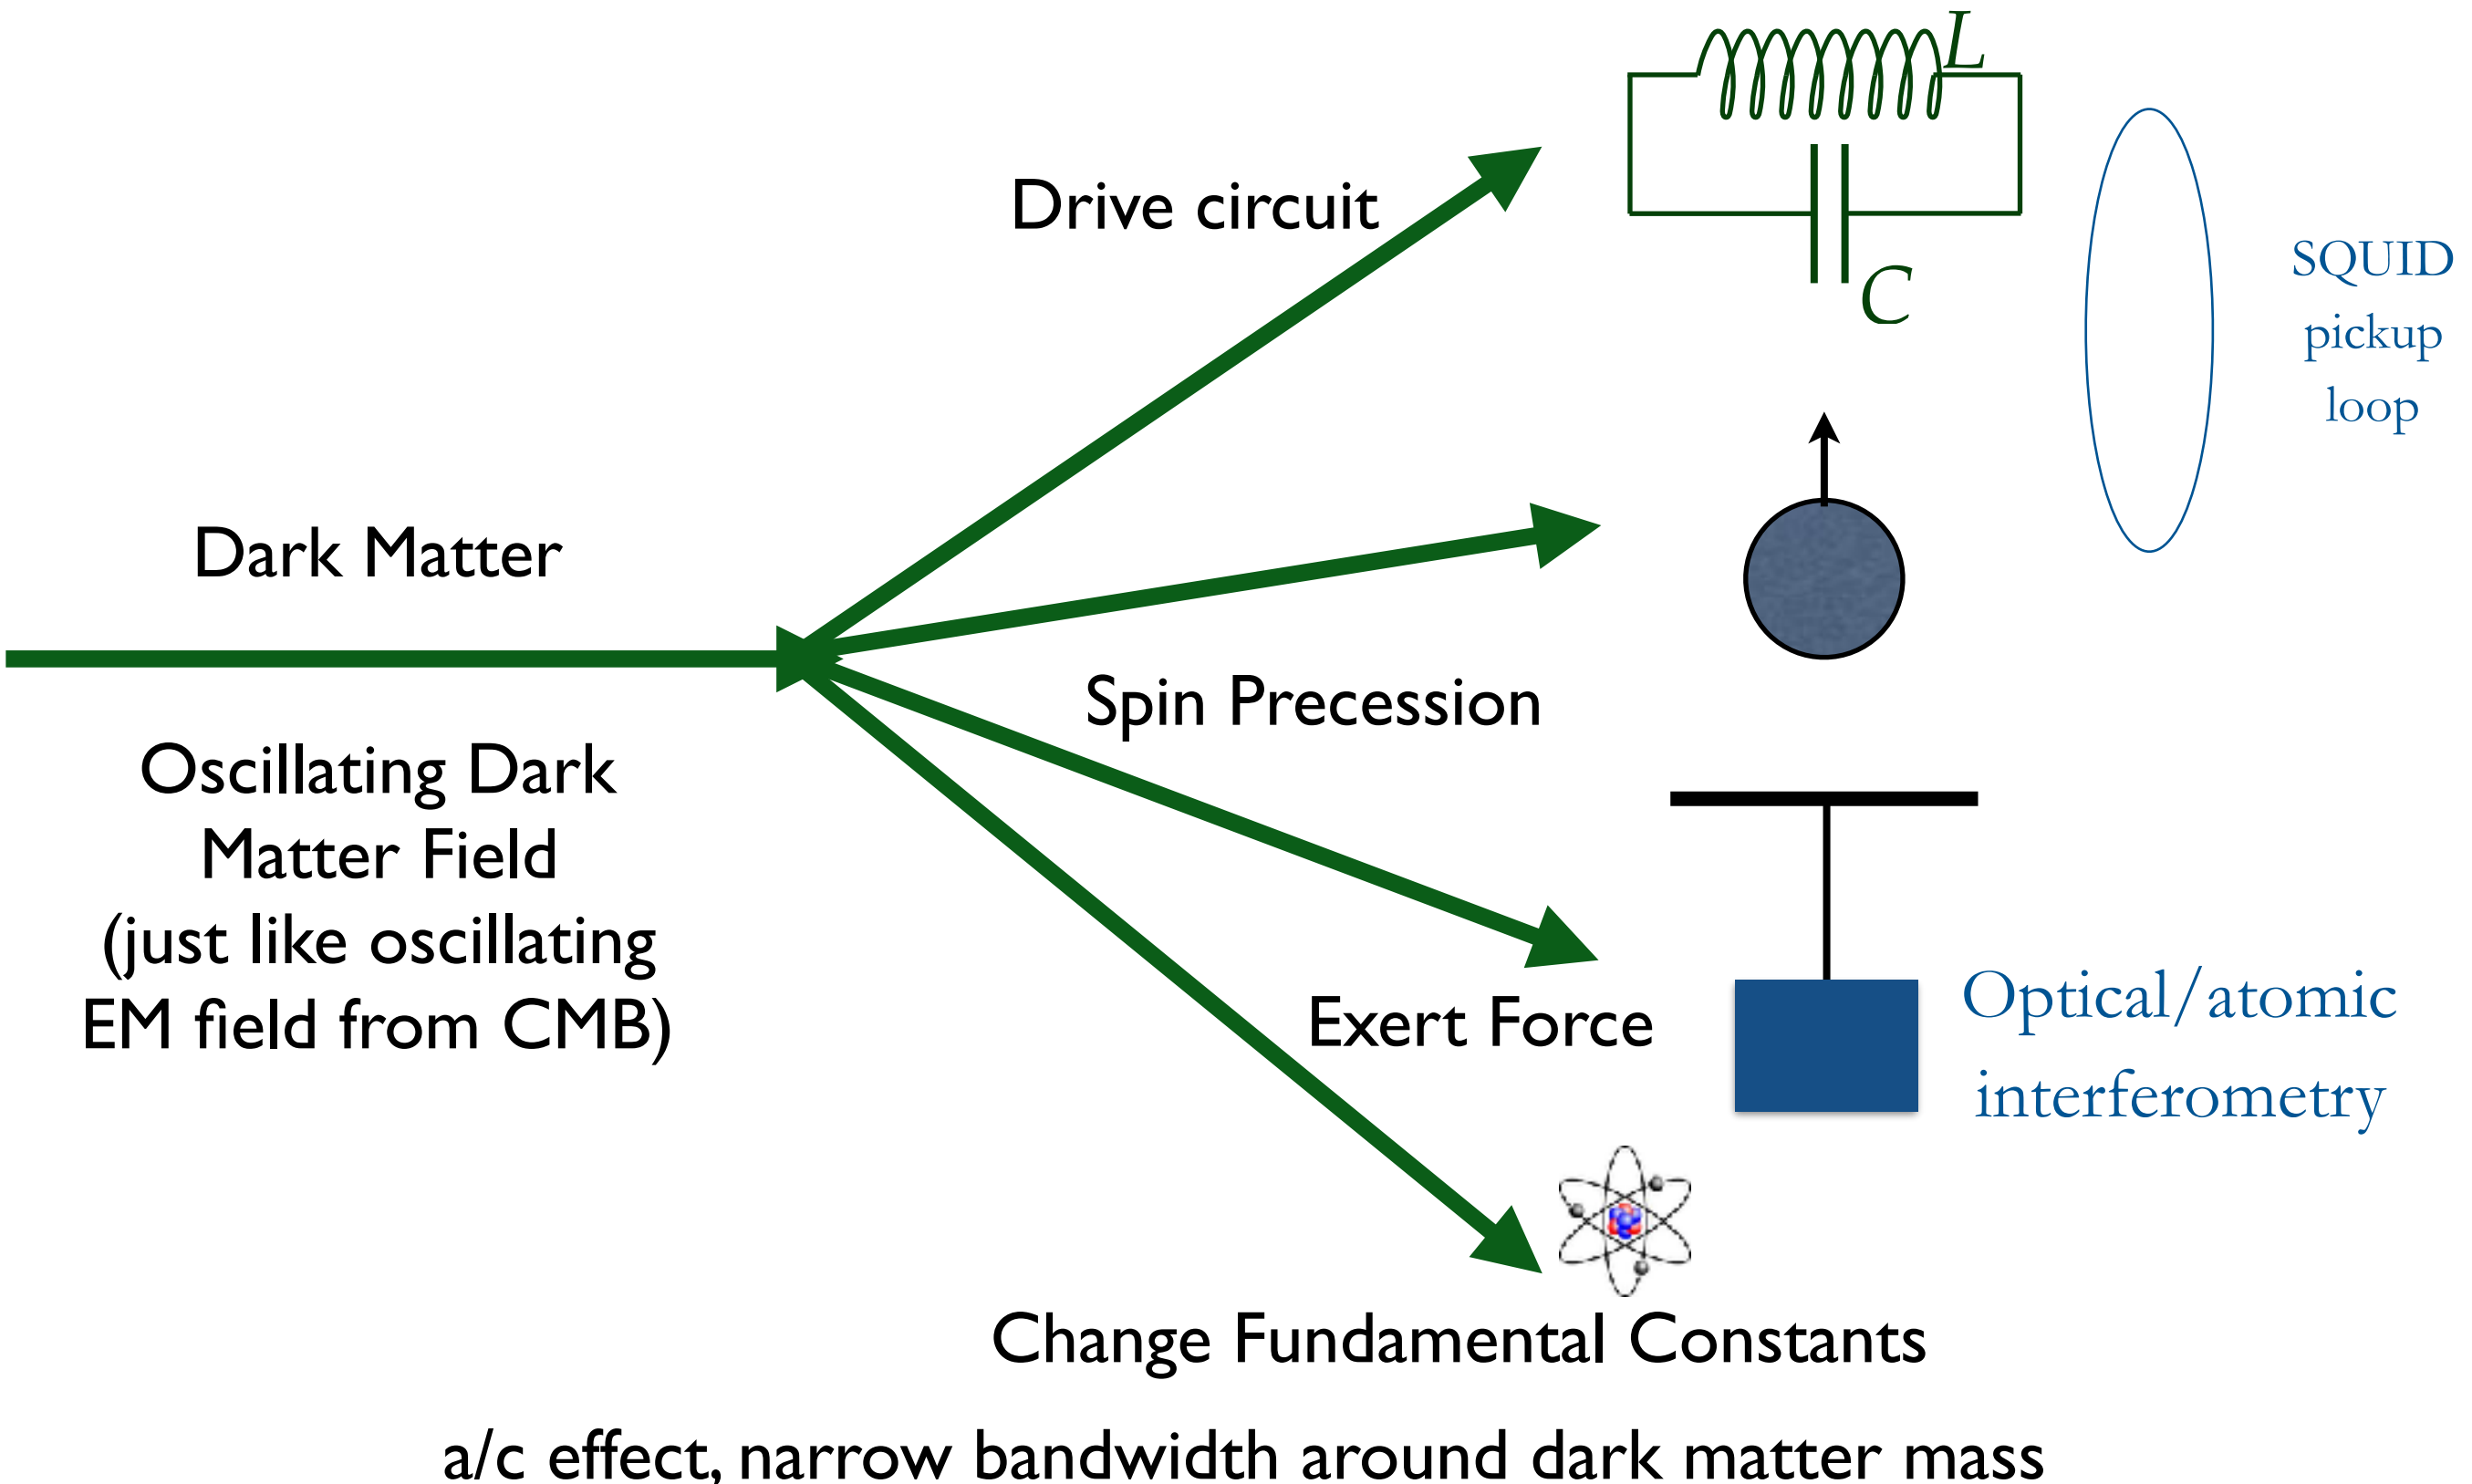 L
Drive circuit
C
SQUID
pickup
loop
Dark Matter
Spin Precession
Oscillating Dark
Matter Field
(just like oscillating
EM field from CMB)
Exert Force
Optical/atomic
interferometry
Change Fundamental Constants
a/c effect, narrow bandwidth around dark matter mass